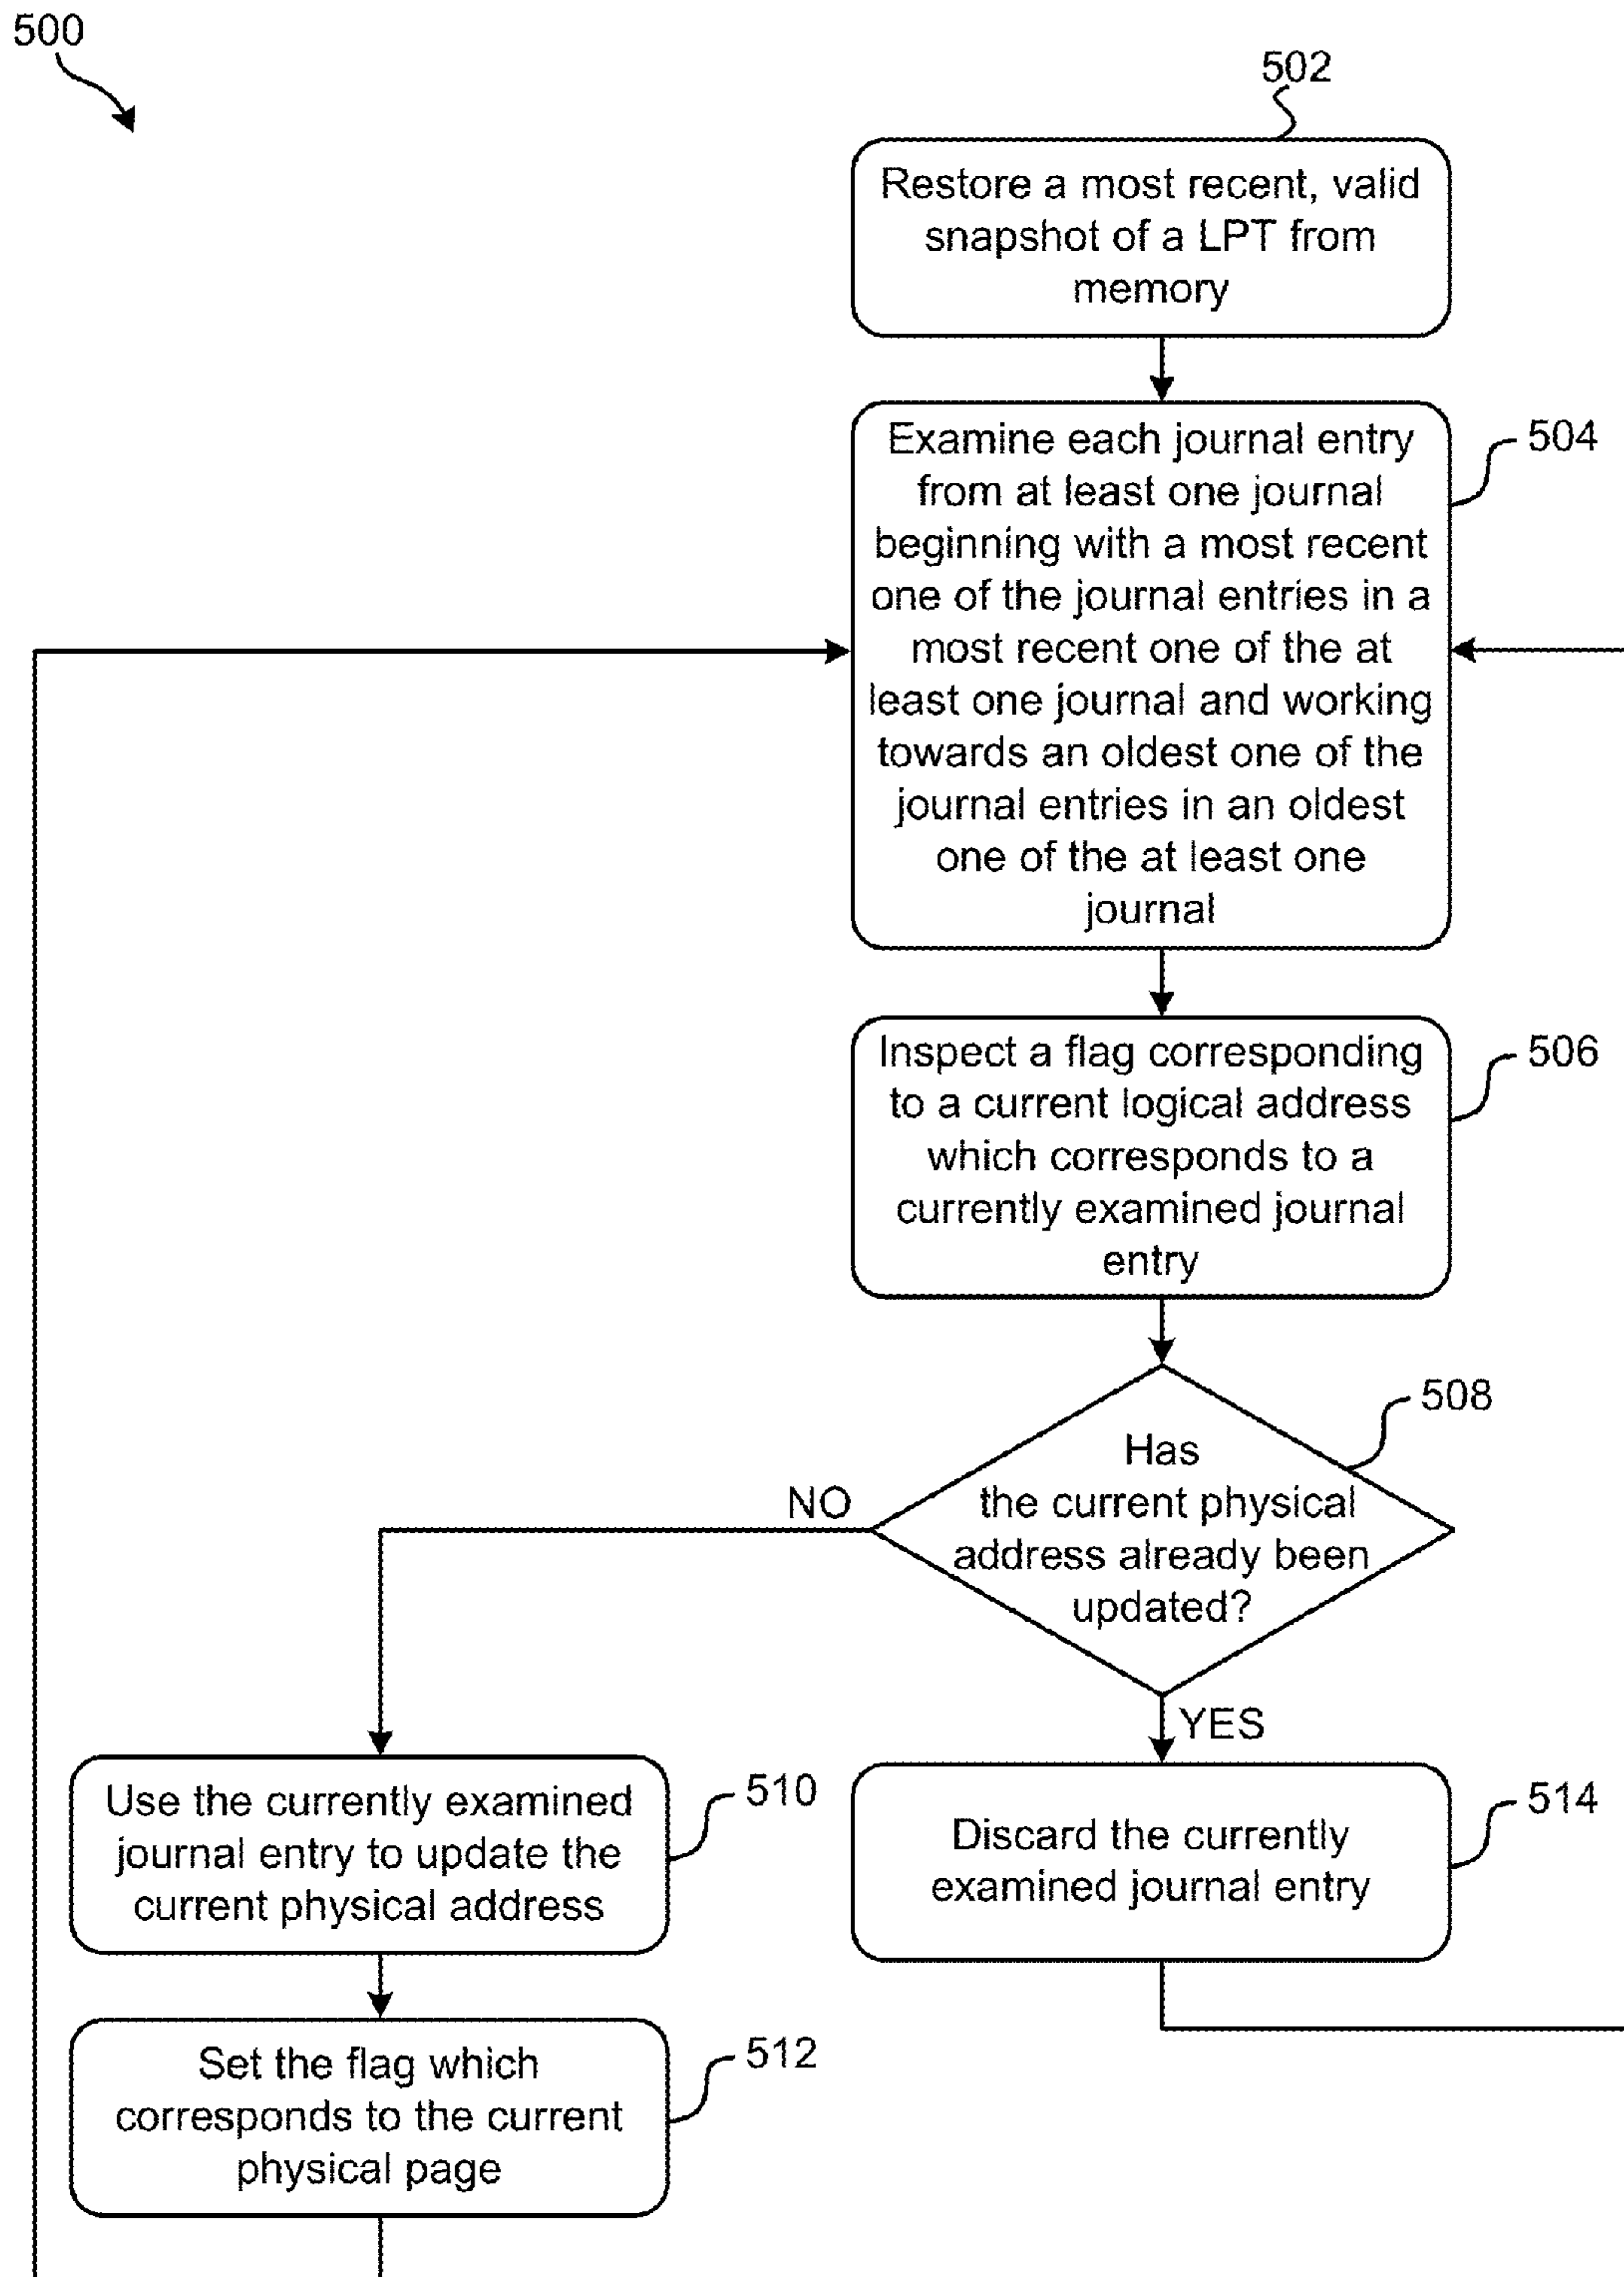 500
502
Restore a most recent, valid
snapshot of a LPT from
memory
504
Examine each journal entry
from at least one journal
beginning with a most recent
one of the journal entries in a
most recent one of the at
least one journal and working
towards an oldest one of the
journal entries in an oldest
one of the at least one
journal
506
Inspect a flag corresponding
to a current logical address
which corresponds to a
currently examined journal
entry
508
Has
the current physical
address already been
updated?
NO
YES
510
Use the currently examined
journal entry to update the
current physical address
514
Discard the currently
examined journal entry
512
Set the flag which
corresponds to the current
physical page